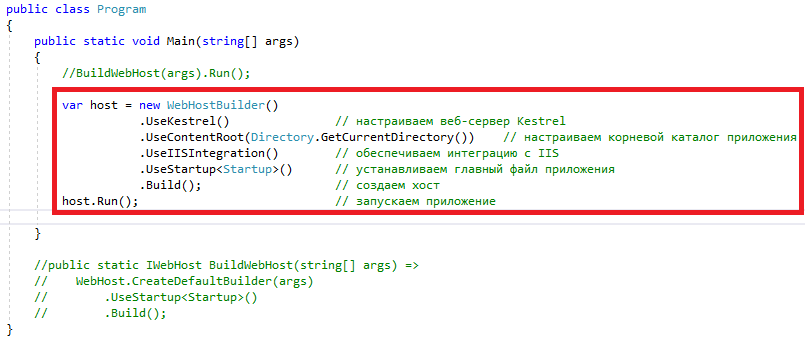 public class Program
{
    public static void Main(string[] args)
    {
        //BuildWebHost(args).Run();
        var host = new WebHostBuilder()
                   .UseKestrel()               // настраиваем веб-сервер Kestrel
                   .UseContentRoot(Directory.GetCurrentDirectory())    // настраиваем корневой каталог приложения
                   .UseIISIntegration()        // обеспечиваем интеграцию с IIS
                   .UseStartup<Startup>()      // устанавливаем главный файл приложения
                   .Build();                   // создаем хост
        host.Run();                            // запускаем приложение
    }
    //public static IWebHost BuildWebHost(string[] args) =>
    //    WebHost.CreateDefaultBuilder(args)
    //        .UseStartup<Startup>()
    //        .Build();
}